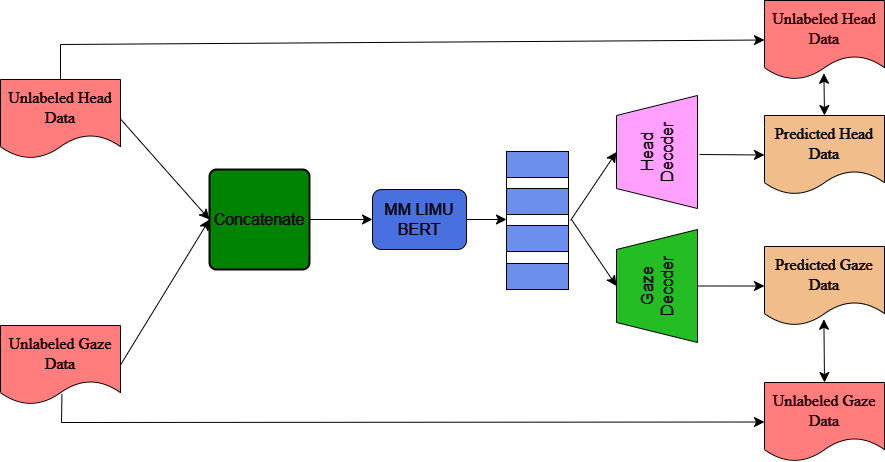 Unlabeled Head
Data
Unlabeled Gaze
Data
Concatenate
MM LIMU
BERT
Head
Decoder
Gaze
Decoder
Unlabeled Head
Data
Predicted Head
Data
Predicted Gaze
Data
Unlabeled Gaze
Data